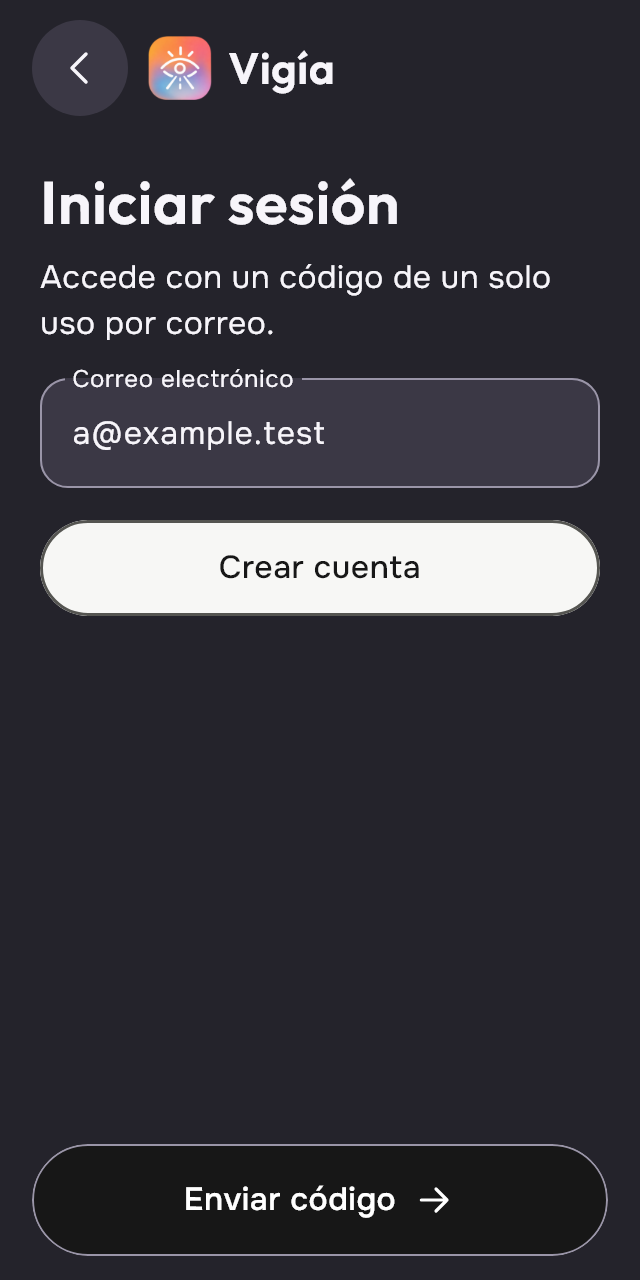 Vigía
Iniciar sesión
Accede con un código de un solo
uso por correo.
Correo electrónico
a@example.test
Crear cuenta
Enviar código